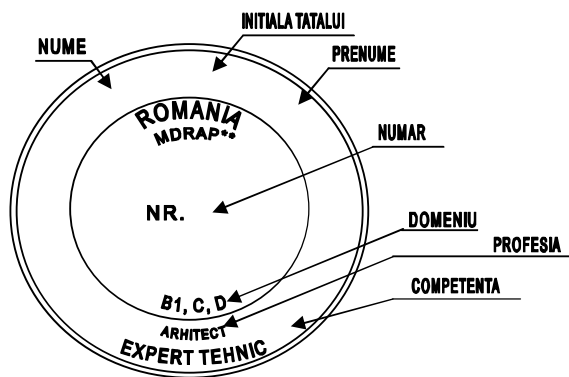 INITIALA TATALUI
NUME
PRENUME
ROMANIA
MDRAP**
NUMAR
NR.
DOMENIU
PROFESIA
B1, C, D
COMPETENTA
ARHITECT
EXPERT TEHNIC